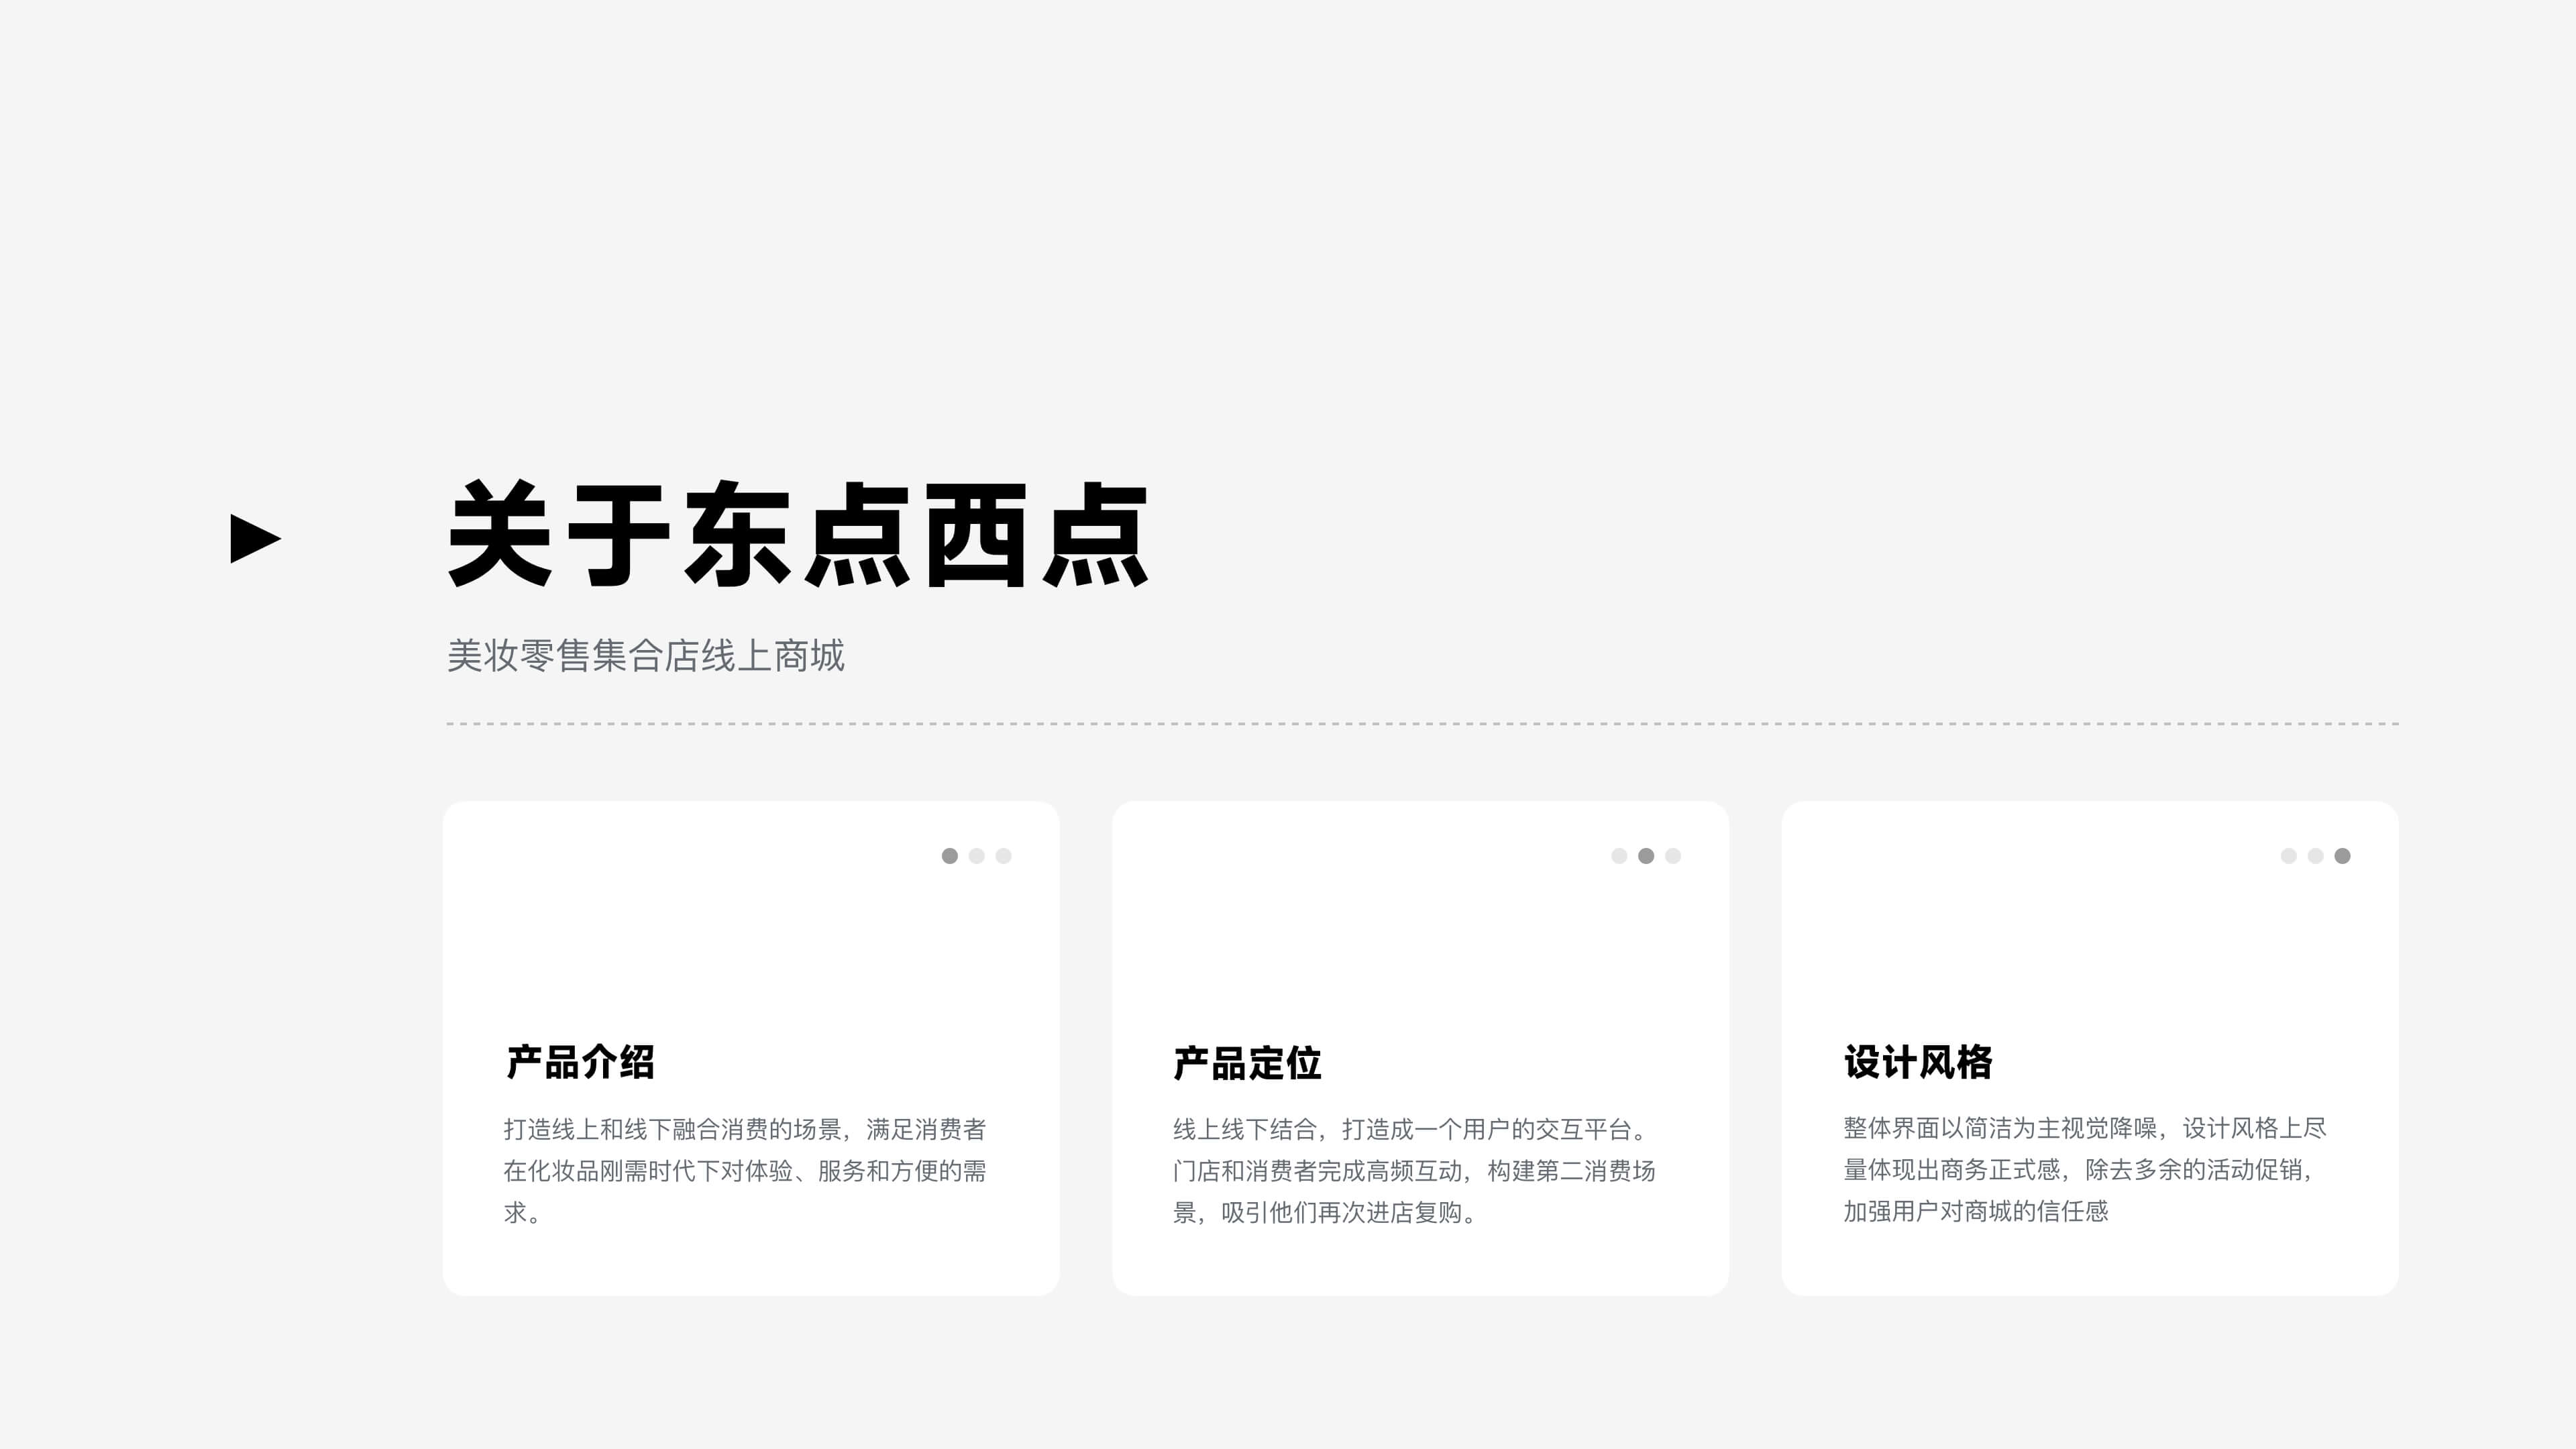 关于东点西点
美妆零售集合店线上商城
产品介绍
打造线上和线下融合消费的场景，满足消费者
在化妆品刚需时代下对体验、服务和方便的需
求。
产品定位
线上线下结合，打造成一个用户的交互平台。
门店和消费者完成高频互动，构建第二消费场
景，吸引他们再次进店复购。
设计风格
整体界面以简洁为主视觉降噪，设计风格上尽
量体现出商务正式感，除去多余的活动促销，
加强用户对商城的信任感